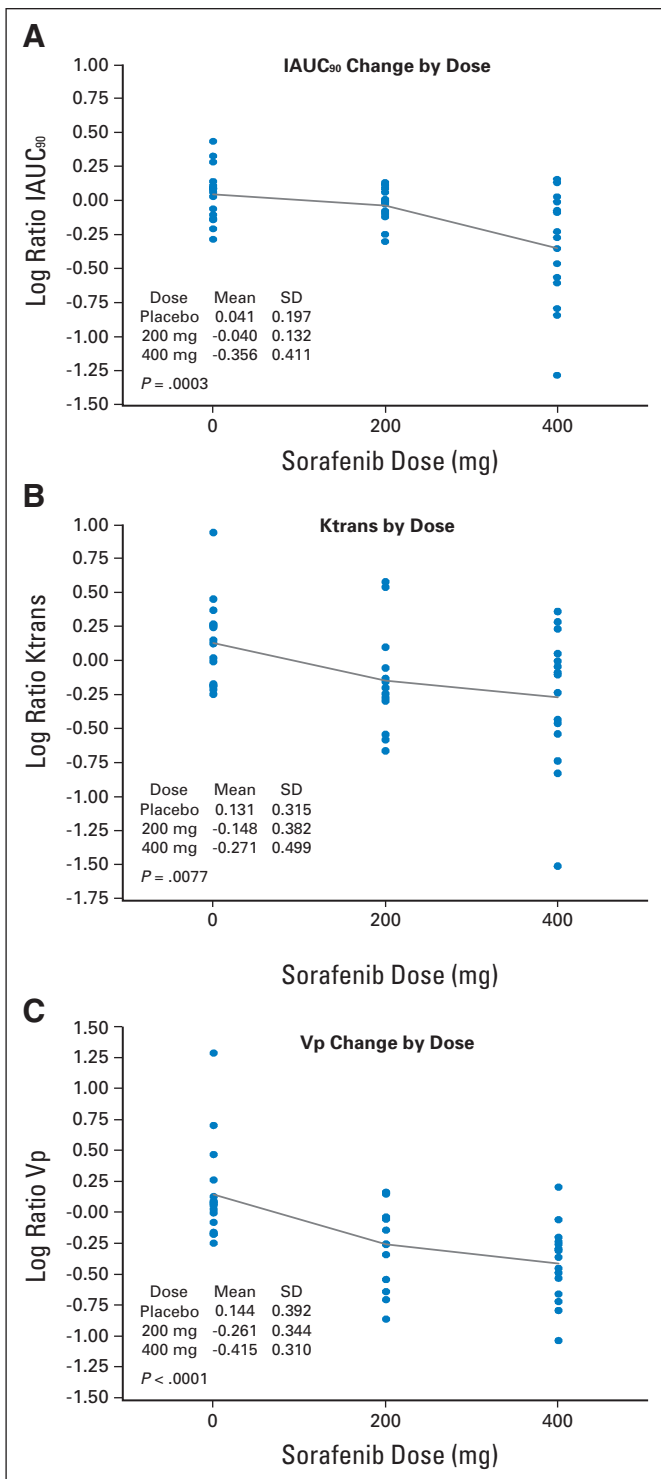 A
IAUC₉₀ Change by Dose
Log Ratio IAUC₉₀
1.00
0.75
0.50
0.25
0.00
-0.25
-0.50
-0.75
-1.00
-1.25
-1.50
Dose Mean SD
Placebo 0.041 0.197
200 mg -0.040 0.132
400 mg -0.356 0.411
P = .0003
0 200 400
Sorafenib Dose (mg)
B
Ktrans by Dose
Log Ratio Ktrans
1.00
0.75
0.50
0.25
0.00
-0.25
-0.50
-0.75
-1.00
-1.25
-1.50
-1.75
Dose Mean SD
Placebo 0.131 0.315
200 mg -0.148 0.382
400 mg -0.271 0.499
P = .0077
0 200 400
Sorafenib Dose (mg)
C
Vp Change by Dose
Log Ratio Vp
1.50
1.25
1.00
0.75
0.50
0.25
-0.00
-0.25
-0.50
-0.75
-1.00
-1.25
-1.50
Dose Mean SD
Placebo 0.144 0.392
200 mg -0.261 0.344
400 mg -0.415 0.310
P < .0001
0 200 400
Sorafenib Dose (mg)